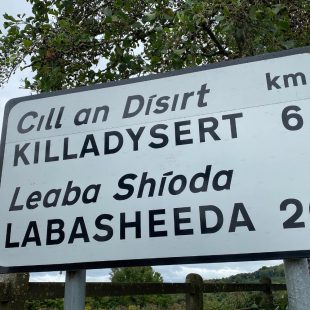 Cill an Dísirt km
KILLADYSERT 6
Leaba Shíoda
LABASHEEDA